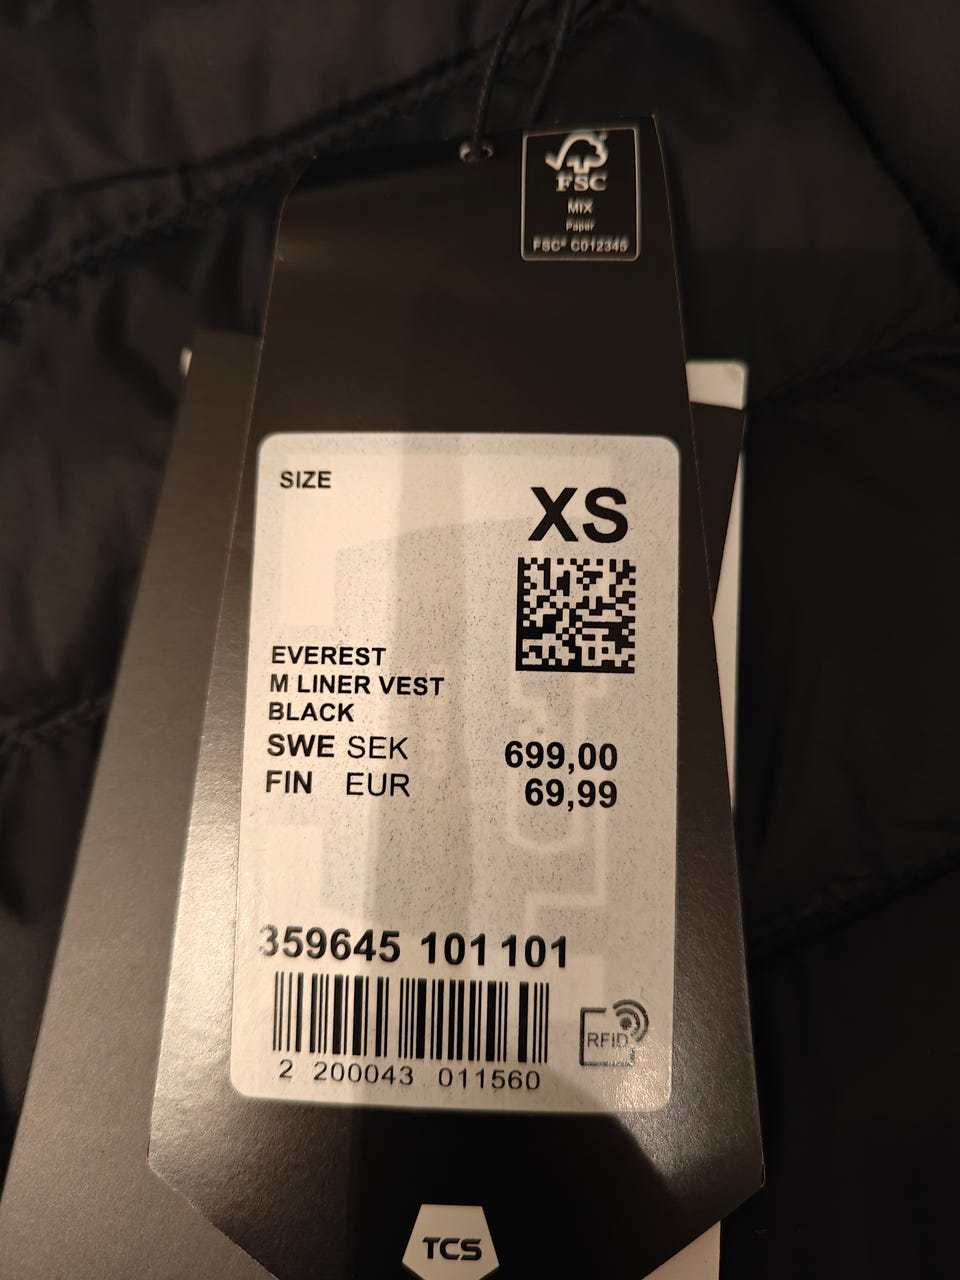 FSC
MIX
Paper
FSC® C012345
SIZE
XS
EVEREST
M LINER VEST
BLACK
SWE SEK 699,00
FIN EUR 69,99
359645 101 101
RFID
2 200043 011560
TCS